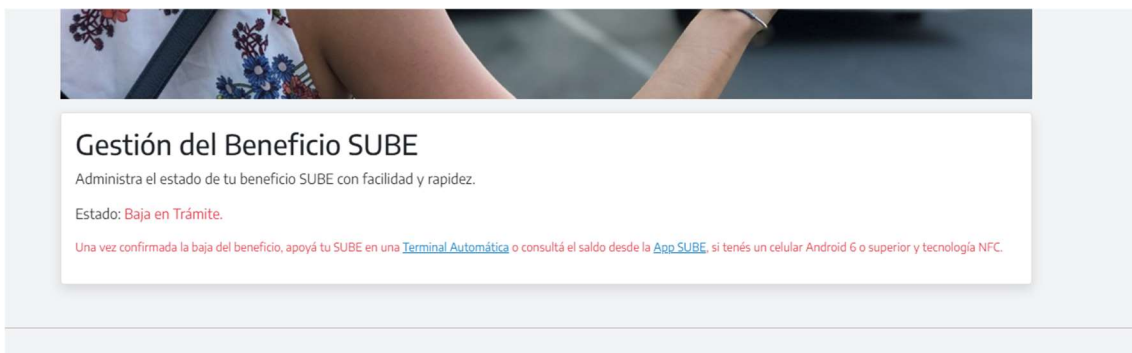 Gestión del Beneficio SUBE
Administra el estado de tu beneficio SUBE con facilidad y rapidez.
Estado: Baja en Trámite.
Una vez confirmada la baja del beneficio, apoyá tu SUBE en una Terminal Automática o consultá el saldo desde la App SUBE, si tenés un celular Android 6 o superior y tecnología NFC.